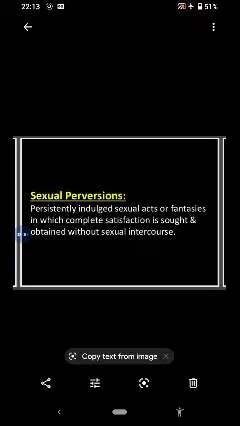 22:13
51%
Sexual Perversions:
Persistently indulged sexual acts or fantasies
in which complete satisfaction is sought &
obtained without sexual intercourse.
Copy text from image